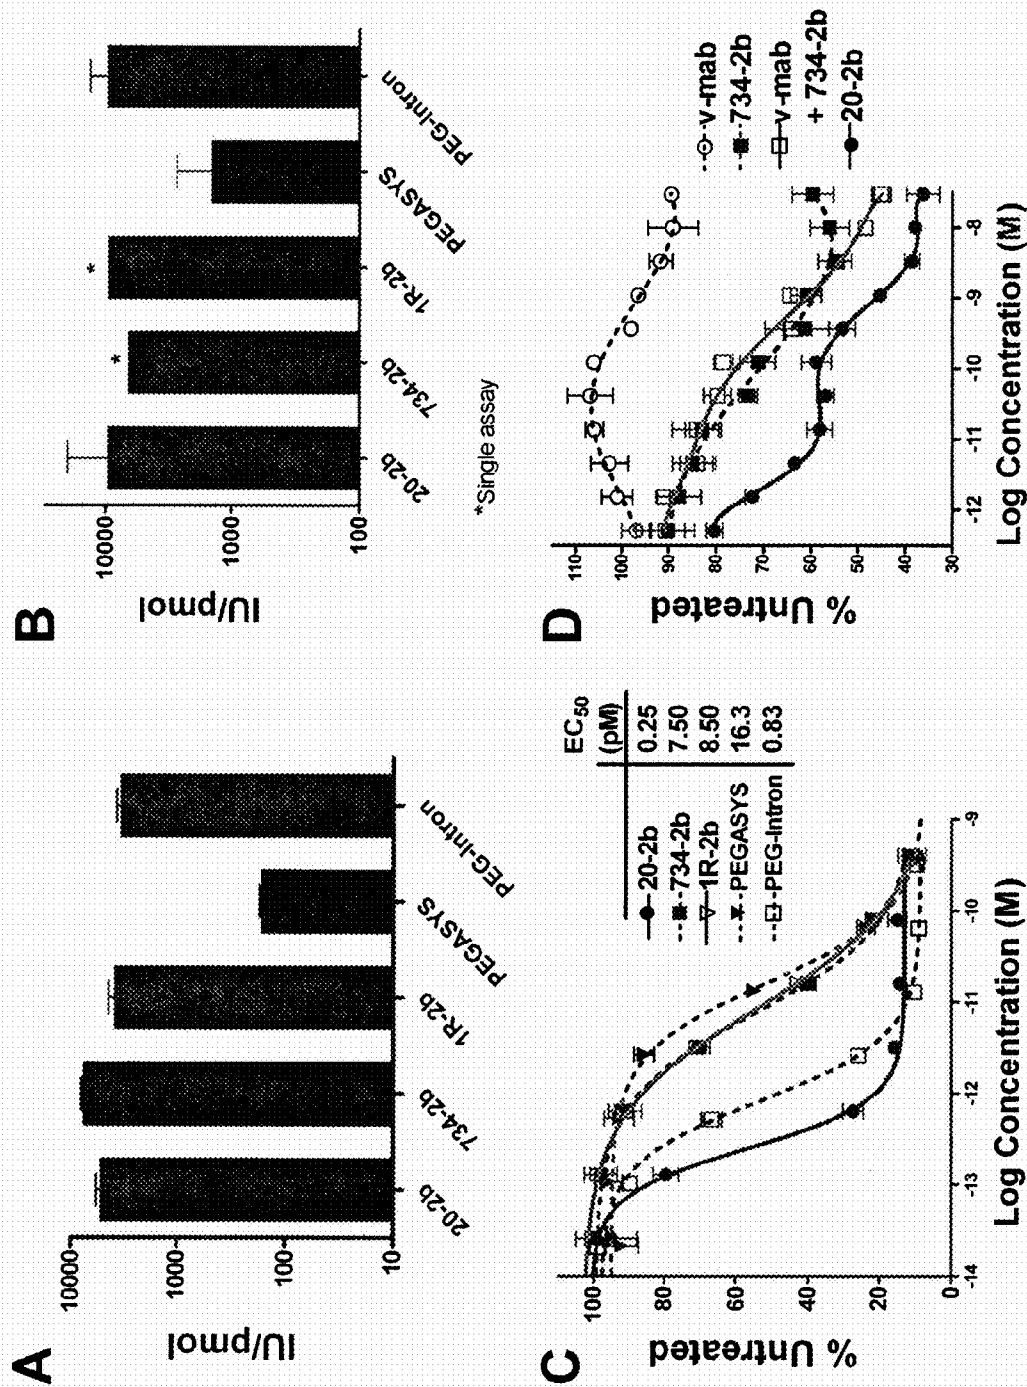 A
IU/pmol
10000
1000
100
10
20-2b
734-2b
1R-2b
PEGASYS
PEG-Intron
B
IU/pmol
10000
1000
100
*
*
20-2b
734-2b
1R-2b
PEGASYS
PEG-Intron
*Single assay
C
% Untreated
100
80
60
40
20
0
-14
-13
-12
-11
-10
-9
Log Concentration (M)
EC50
(pM)
20-2b 0.25
734-2b 7.50
1R-2b 8.50
PEGASYS 16.3
PEG-Intron 0.83
D
% Untreated
110
100
90
80
70
60
50
40
30
-12
-11
-10
-9
-8
Log Concentration (M)
v-mab
734-2b
v-mab
+ 734-2b
20-2b